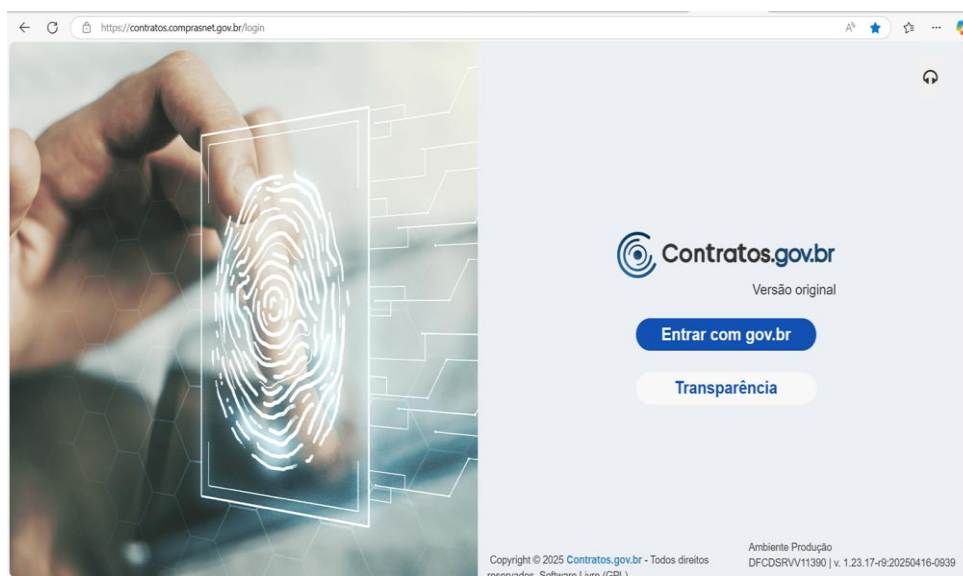 https://contratos.comprasnet.gov.br/login
Contratos.gov.br
Versão original
Entrar com gov.br
Transparência
Copyright © 2025 Contratos.gov.br - Todos direitos
reservados. Software Livre (GPL)
Ambiente Produção
DFCDSRVV11390 | v. 1.23.17-r9:20250416-0939